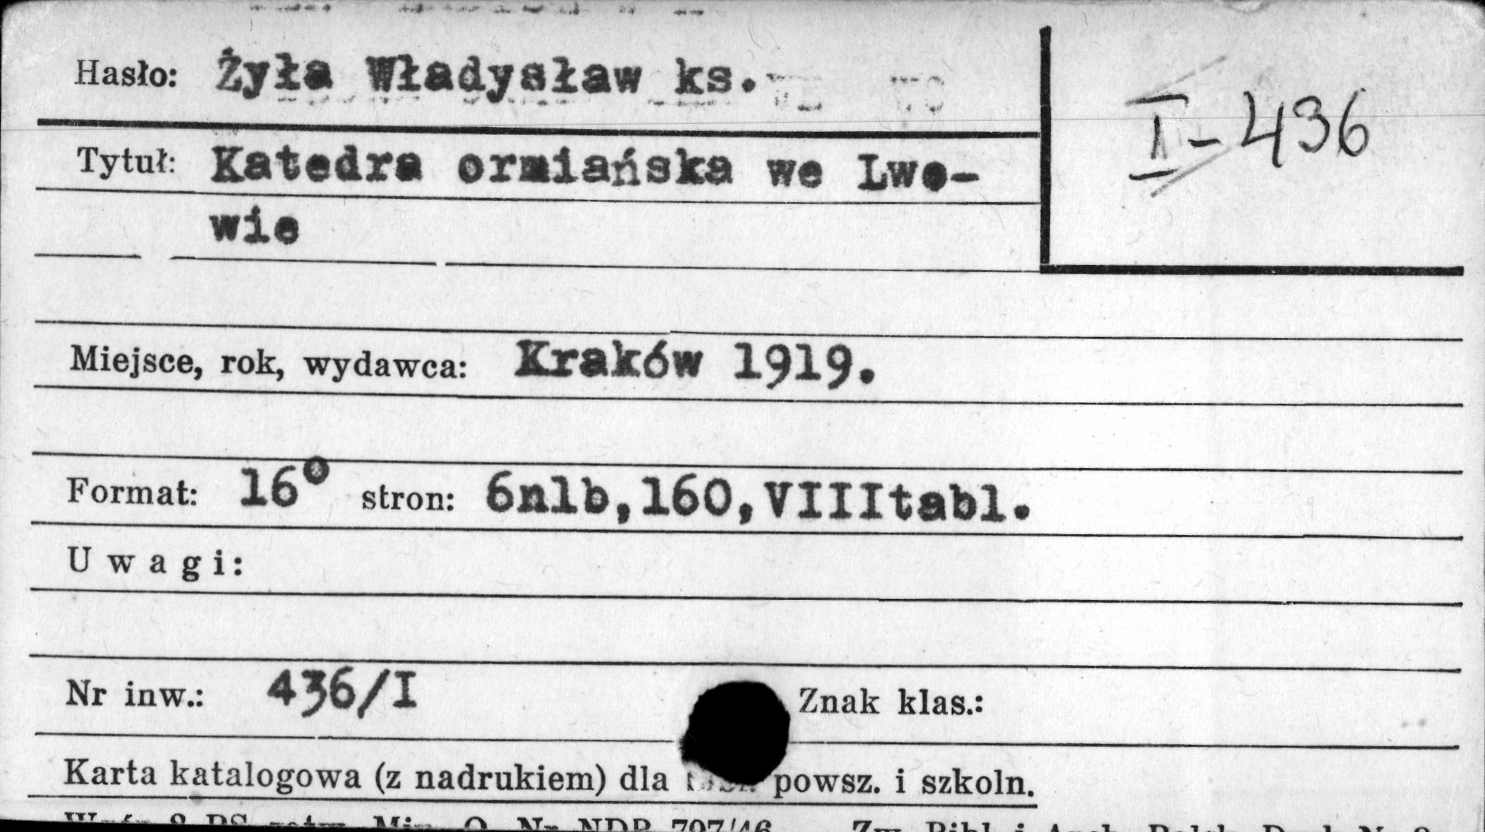 Hasło: Żyła Władysław ks.
I-436
Tytuł: Katedra ormiańska we Lwo-
wie
Miejsce, rok, wydawca: Kraków 1919.
Format: 16° stron: 6nlb,160,VIIItabl.
Uwagi:
Nr inw.: 436/I Znak klas.:
Karta katalogowa (z nadrukiem) dla powsz. i szkoln.